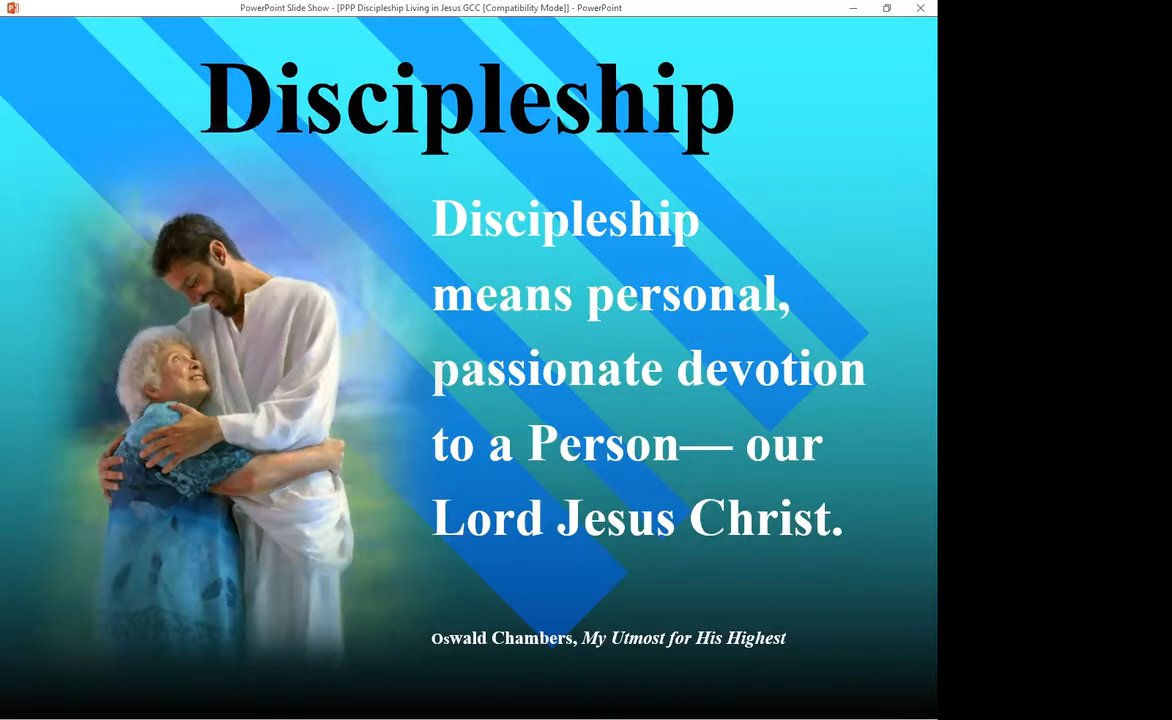 PowerPoint Slide Show - [PPP Discipleship Living in Jesus GCC [Compatibility Mode]] - PowerPoint
Discipleship
Discipleship
means personal,
passionate devotion
to a Person— our
Lord Jesus Christ.
Oswald Chambers, My Utmost for His Highest